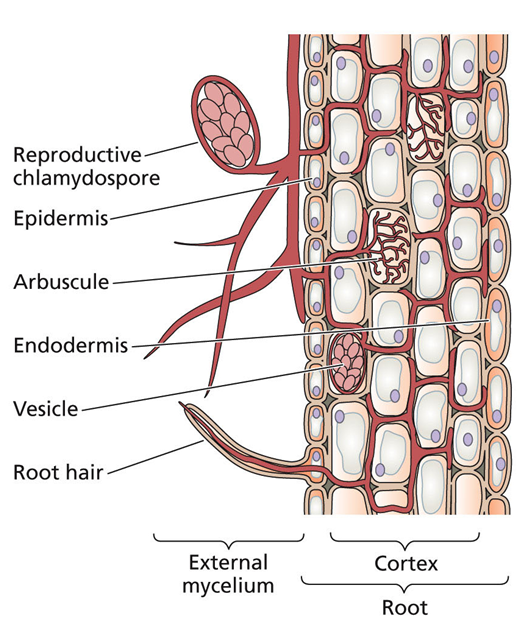 Reproductive
chlamydospore
Epidermis
Arbuscule
Endodermis
Vesicle
Root hair
External
mycelium
Cortex
Root